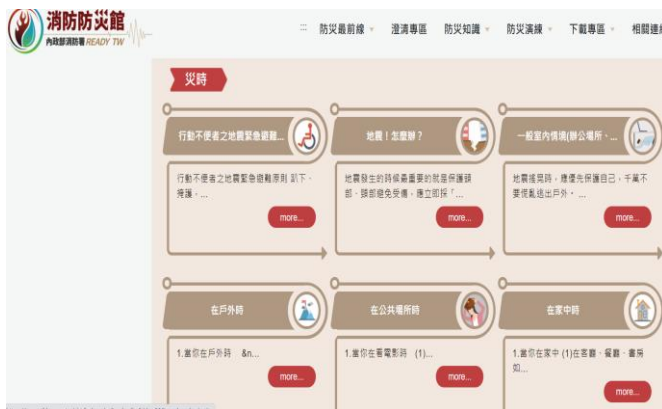 消防防災館
內政部消防署 READY TW
::: 防災最前線 澄清專區 防災知識 防災演練 下載專區 相關連結
災時
行動不便者之地震緊急避難...
地震！怎麼辦？
一般室內情境(辦公場所、...
行動不便者之地震緊急避難原則 趴下、
掩護、...
more...
地震發生的時候最重要的就是保護頭
部、頸部避免受傷，應立即採「...
more...
地震搖晃時，應優先保護自己，千萬不
要慌亂逃出戶外。 ...
more...
在戶外時
在公共場所時
在家中時
1.當你在戶外時 &n...
more...
1.當你在看電影時 (1)...
more...
1.當你在家中 (1)在客廳、餐廳、書房
如...
more...